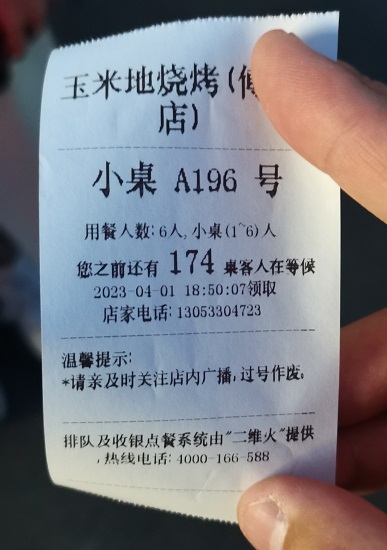 玉米地烧烤(傅
店)
小桌 A196 号
用餐人数: 6人, 小桌(1~6)人
您之前还有 174 桌客人在等候
2023-04-01 18:50:07领取
店家电话: 13053304723
温馨提示:
*请亲及时关注店内广播, 过号作废。
排队及收银点餐系统由"二维火"提供
, 热线电话: 4000-166-588